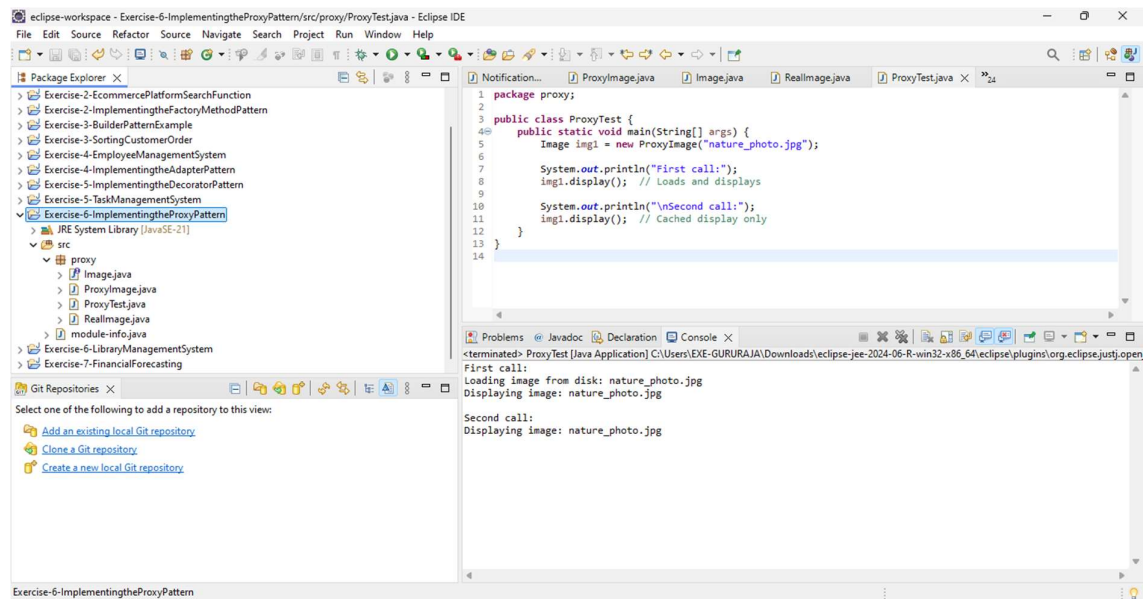 eclipse-workspace - Exercise-6-ImplementingtheProxyPattern/src/proxy/ProxyTest.java - Eclipse IDE
File Edit Source Refactor Source Navigate Search Project Run Window Help
Package Explorer
Exercise-2-EcommercePlatformSearchFunction
Exercise-2-ImplementingtheFactoryMethodPattern
Exercise-3-BuilderPatternExample
Exercise-3-SortingCustomerOrder
Exercise-4-EmployeeManagementSystem
Exercise-4-ImplementingtheAdapterPattern
Exercise-5-ImplementingtheDecoratorPattern
Exercise-5-TaskManagementSystem
Exercise-6-ImplementingtheProxyPattern
JRE System Library [JavaSE-21]
src
proxy
Image.java
ProxyImage.java
ProxyTest.java
RealImage.java
module-info.java
Exercise-6-LibraryManagementSystem
Exercise-7-FinancialForecasting
Git Repositories
Select one of the following to add a repository to this view:
Add an existing local Git repository
Clone a Git repository
Create a new local Git repository
Notification... ProxyImage.java Image.java RealImage.java ProxyTest.java »24
1 package proxy;
2
3 public class ProxyTest {
4 public static void main(String[] args) {
5 Image img1 = new ProxyImage("nature_photo.jpg");
6
7 System.out.println("First call:");
8 img1.display(); // Loads and displays
9
10 System.out.println("\nSecond call:");
11 img1.display(); // Cached display only
12 }
13 }
14
Problems Javadoc Declaration Console
<terminated> ProxyTest [Java Application] C:\Users\EXE-GURURAJA\Downloads\eclipse-jee-2024-06-R-win32-x86_64\eclipse\plugins\org.eclipse.justj.open
First call:
Loading image from disk: nature_photo.jpg
Displaying image: nature_photo.jpg
Second call:
Displaying image: nature_photo.jpg
Exercise-6-ImplementingtheProxyPattern